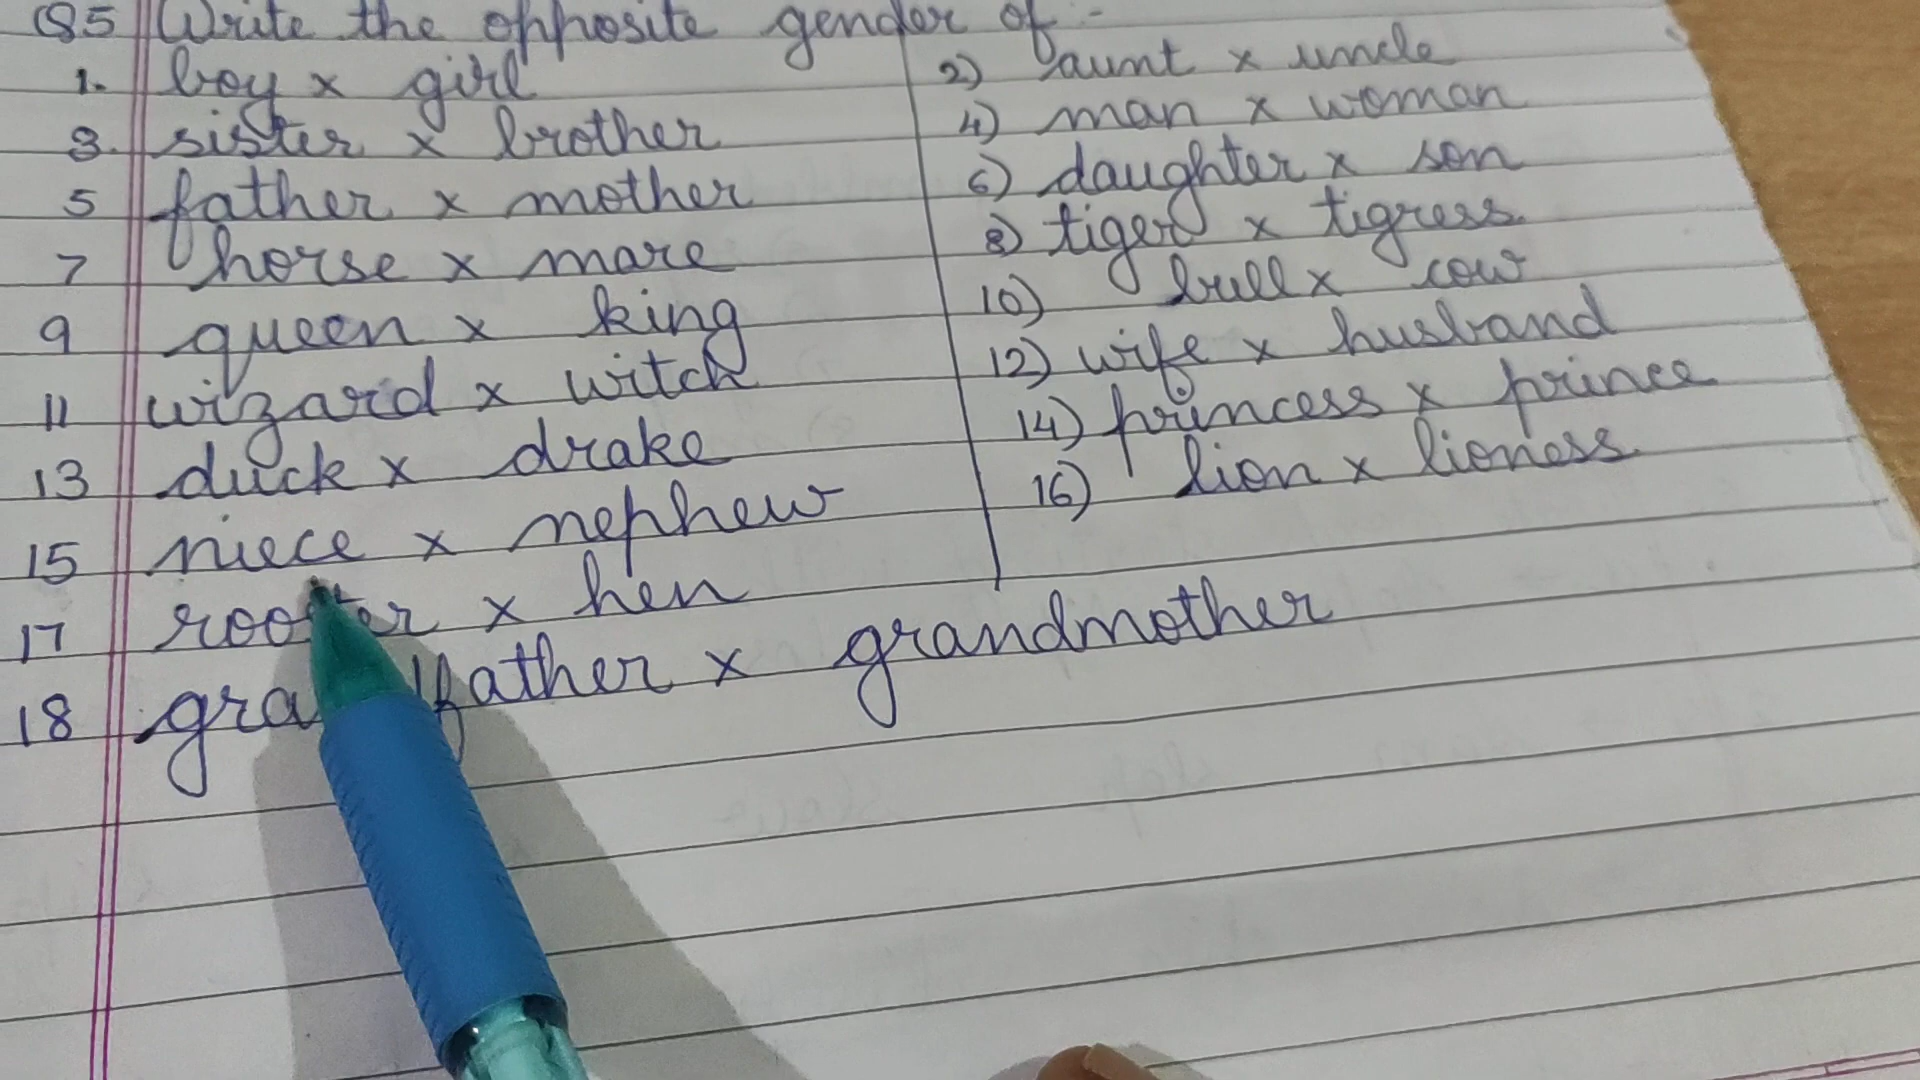 Q5 Write the opposite gender of :-
1. boy x girl
2) aunt x uncle
3. sister x brother
4) man x woman
5 father x mother
6) daughter x son
7 horse x mare
8) tiger x tigress
9 queen x king
10) bull x cow
11 wizard x witch
12) wife x husband
13 duck x drake
14) princess x prince
15 niece x nephew
16) lion x lioness
17 x hen
18 x grandmother